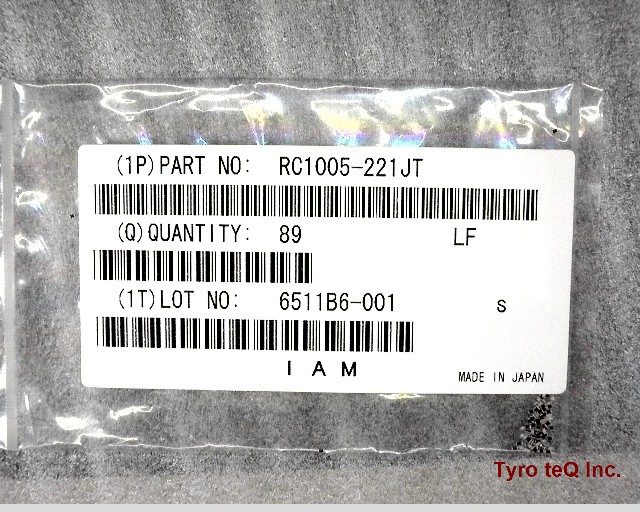 (1P)PART NO: RC1005-221JT
(Q)QUANTITY: 89 LF
(1T)LOT NO: 6511B6-001 S
I A M
MADE IN JAPAN
Tyro teQ Inc.